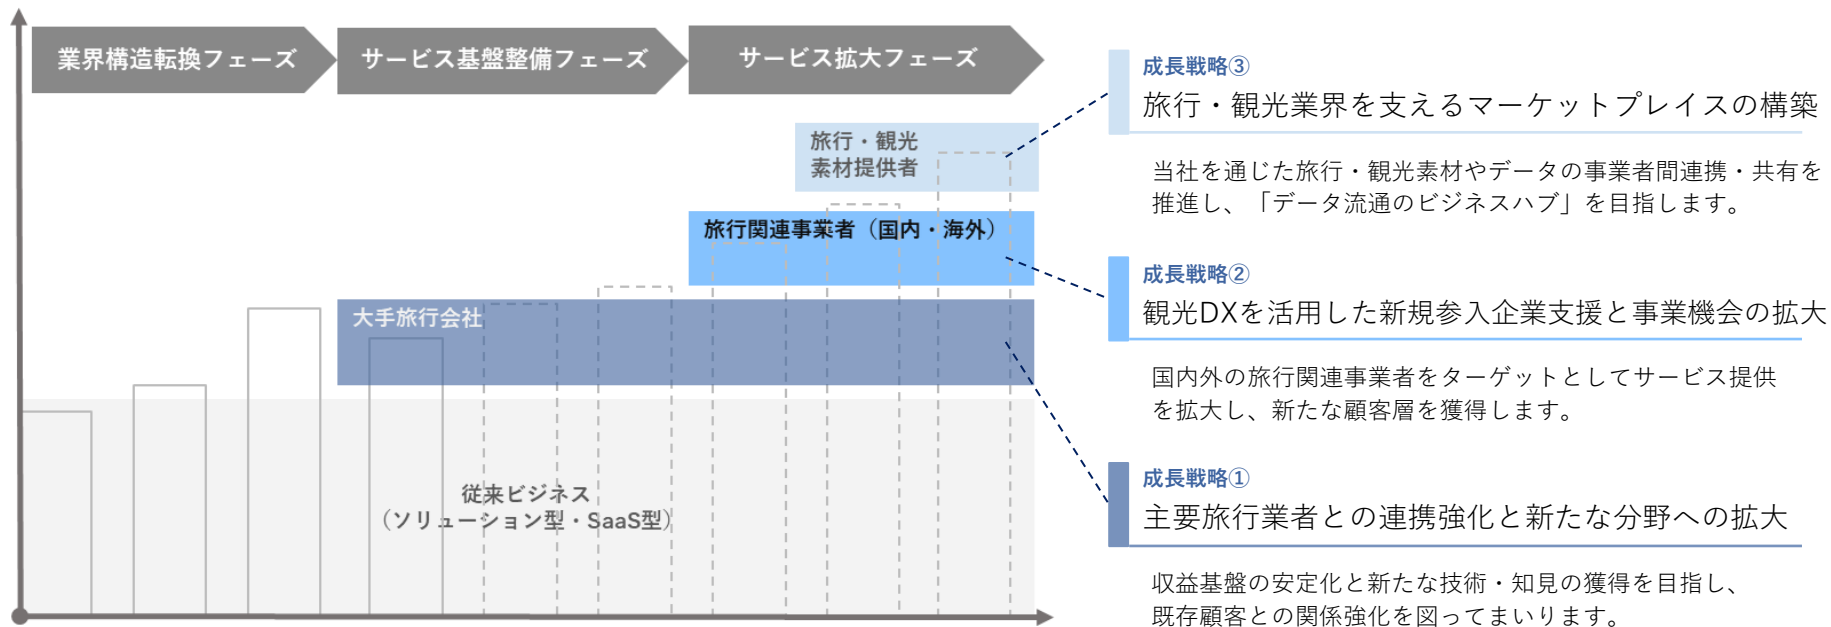 業界構造転換フェーズ
サービス基盤整備フェーズ
サービス拡大フェーズ
旅行・観光
素材提供者
旅行関連事業者（国内・海外）
大手旅行会社
従来ビジネス
（ソリューション型・SaaS型）
成長戦略③
旅行・観光業界を支えるマーケットプレイスの構築
当社を通じた旅行・観光素材やデータの事業者間連携・共有を
推進し、「データ流通のビジネスハブ」を目指します。
成長戦略②
観光DXを活用した新規参入企業支援と事業機会の拡大
国内外の旅行関連事業者をターゲットとしてサービス提供
を拡大し、新たな顧客層を獲得します。
成長戦略①
主要旅行業者との連携強化と新たな分野への拡大
収益基盤の安定化と新たな技術・知見の獲得を目指し、
既存顧客との関係強化を図ってまいります。